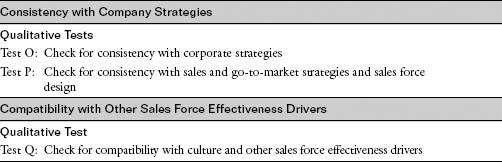 Consistency with Company Strategies
Qualitative Tests
Test O: Check for consistency with corporate strategies
Test P: Check for consistency with sales and go-to-market strategies and sales force
design
Compatibility with Other Sales Force Effectiveness Drivers
Qualitative Test
Test Q: Check for compatibility with culture and other sales force effectiveness drivers